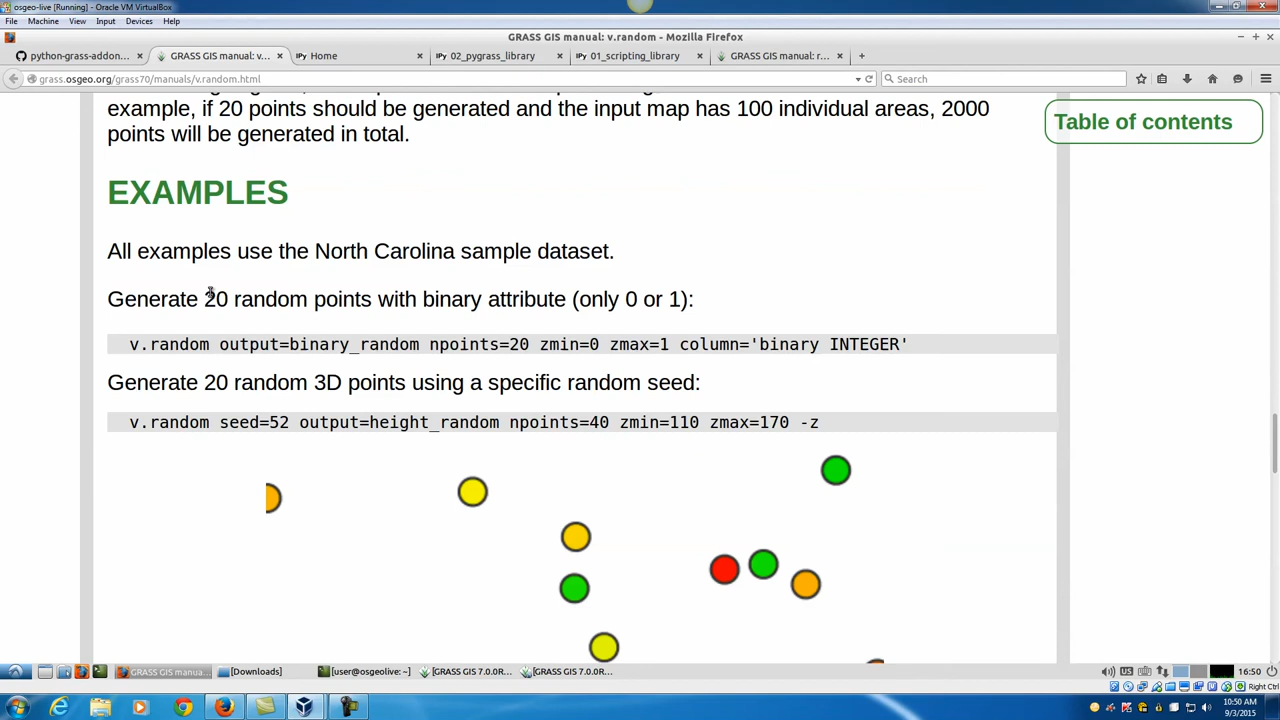 osgeo-live [Running] - Oracle VM VirtualBox
File Machine View Input Devices Help
GRASS GIS manual: v.random - Mozilla Firefox
python-grass-addon... GRASS GIS manual: v... Home 02_pygrass_library 01_scripting_library GRASS GIS manual: r...
grass.osgeo.org/grass70/manuals/v.random.html Search
example, if 20 points should be generated and the input map has 100 individual areas, 2000
points will be generated in total.
Table of contents
EXAMPLES
All examples use the North Carolina sample dataset.
Generate 20 random points with binary attribute (only 0 or 1):
v.random output=binary_random npoints=20 zmin=0 zmax=1 column='binary INTEGER'
Generate 20 random 3D points using a specific random seed:
v.random seed=52 output=height_random npoints=40 zmin=110 zmax=170 -z
GRASS GIS manua... [Downloads] [user@osgeolive: ~] [GRASS GIS 7.0.0R... [GRASS GIS 7.0.0R... US 16:50
Right Ctrl
10:50 AM
9/3/2015